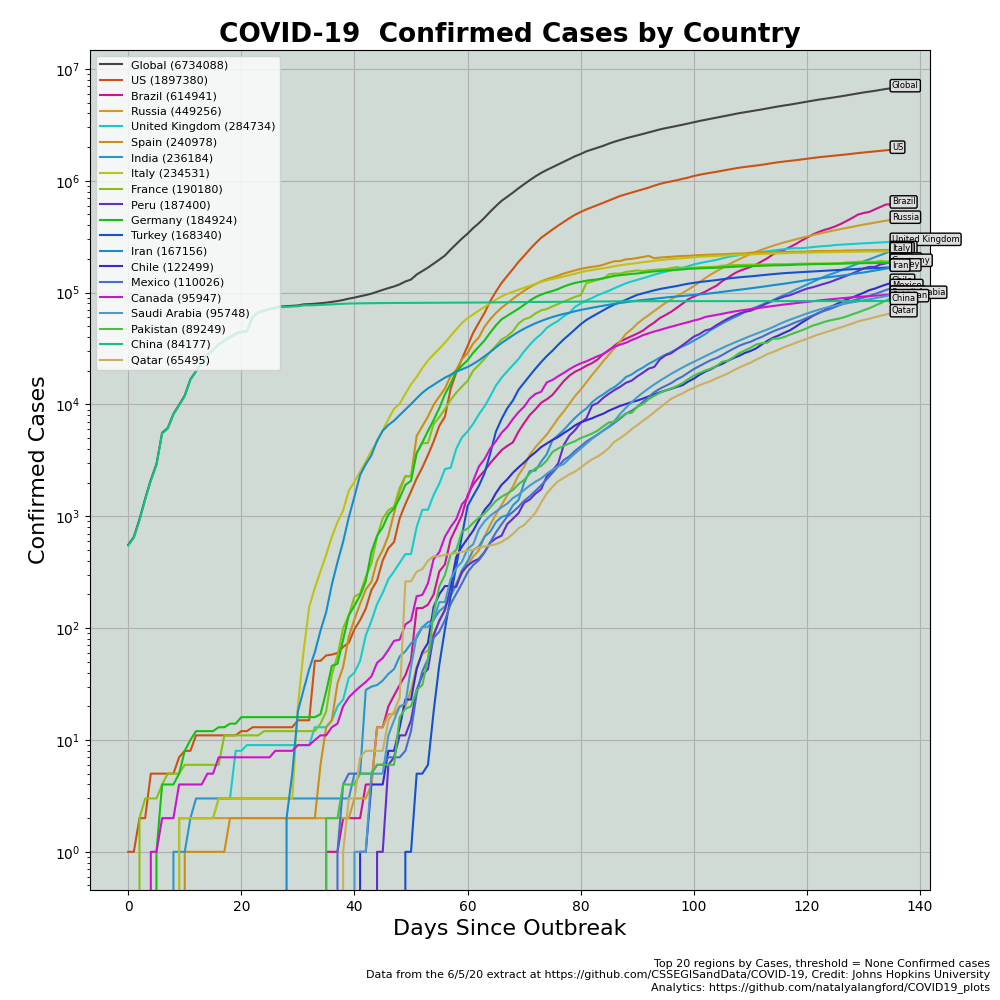 COVID-19  Confirmed Cases by Country
Confirmed Cases
10⁷
10⁶
10⁵
10⁴
10³
10²
10¹
10⁰
Global (6734088)
US (1897380)
Brazil (614941)
Russia (449256)
United Kingdom (284734)
Spain (240978)
India (236184)
Italy (234531)
France (190180)
Peru (187400)
Germany (184924)
Turkey (168340)
Iran (167156)
Chile (122499)
Mexico (110026)
Canada (95947)
Saudi Arabia (95748)
Pakistan (89249)
China (84177)
Qatar (65495)
Global
US
Brazil
Russia
United Kingdom
Italy
Iran
China
Qatar
0 20 40 60 80 100 120 140
Days Since Outbreak
Top 20 regions by Cases, threshold = None Confirmed cases
Data from the 6/5/20 extract at https://github.com/CSSEGISandData/COVID-19, Credit: Johns Hopkins University
Analytics: https://github.com/natalyalangford/COVID19_plots